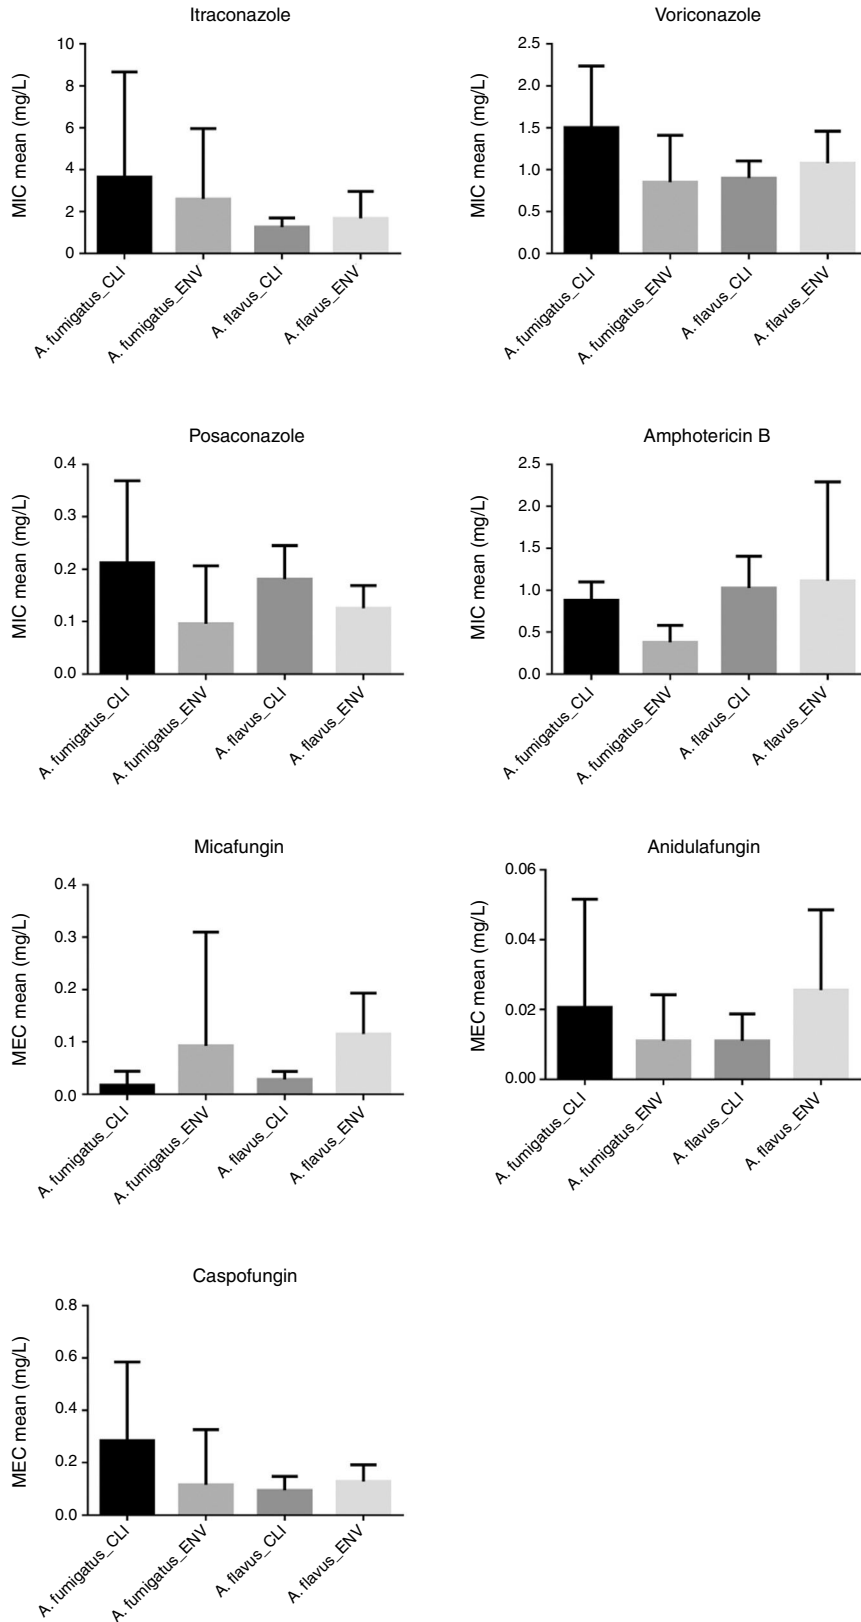 Itraconazole
MIC mean (mg/L)
10
8
6
4
2
0
A. fumigatus_CLI
A. fumigatus_ENV
A. flavus_CLI
A. flavus_ENV
Voriconazole
MIC mean (mg/L)
2.5
2.0
1.5
1.0
0.5
0.0
A. fumigatus_CLI
A. fumigatus_ENV
A. flavus_CLI
A. flavus_ENV
Posaconazole
MIC mean (mg/L)
0.4
0.3
0.2
0.1
0.0
A. fumigatus_CLI
A. fumigatus_ENV
A. flavus_CLI
A. flavus_ENV
Amphotericin B
MIC mean (mg/L)
2.5
2.0
1.5
1.0
0.5
0.0
A. fumigatus_CLI
A. fumigatus_ENV
A. flavus_CLI
A. flavus_ENV
Micafungin
MEC mean (mg/L)
0.4
0.3
0.2
0.1
0.0
A. fumigatus_CLI
A. fumigatus_ENV
A. flavus_CLI
A. flavus_ENV
Anidulafungin
MEC mean (mg/L)
0.06
0.04
0.02
0.00
A. fumigatus_CLI
A. fumigatus_ENV
A. flavus_CLI
A. flavus_ENV
Caspofungin
MEC mean (mg/L)
0.8
0.6
0.4
0.2
0.0
A. fumigatus_CLI
A. fumigatus_ENV
A. flavus_CLI
A. flavus_ENV